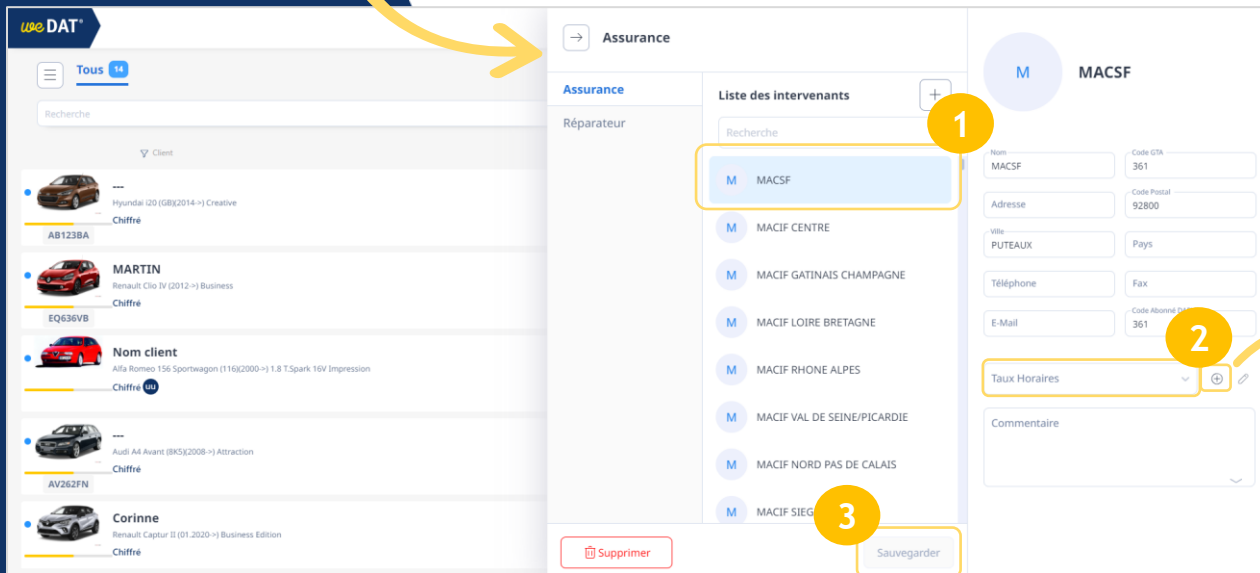 weDAT®
Tous 14
Recherche
Client
---
Hyundai i20 (GB)(2014->) Creative
Chiffré
AB123BA
MARTIN
Renault Clio IV (2012->) Business
Chiffré
EQ636VB
Nom client
Alfa Romeo 156 Sportwagon (116)(2000->) 1.8 T.Spark 16V Impression
Chiffré uu
---
Audi A4 Avant (8K5)(2008->) Attraction
Chiffré
AV262FN
Corinne
Renault Captur II (01.2020->) Business Edition
Chiffré
Assurance
Assurance
Réparateur
Liste des intervenants
1
Recherche
M MACSF
M MACIF CENTRE
M MACIF GATINAIS CHAMPAGNE
M MACIF LOIRE BRETAGNE
M MACIF RHONE ALPES
M MACIF VAL DE SEINE/PICARDIE
M MACIF NORD PAS DE CALAIS
M MACIF SIEG
3
Supprimer
Sauvegarder
M MACSF
Nom
MACSF
Code GTA
361
Adresse
Code Postal
92800
Ville
PUTEAUX
Pays
Téléphone
Fax
E-Mail
Code Abonné
361
2
Taux Horaires
Commentaire